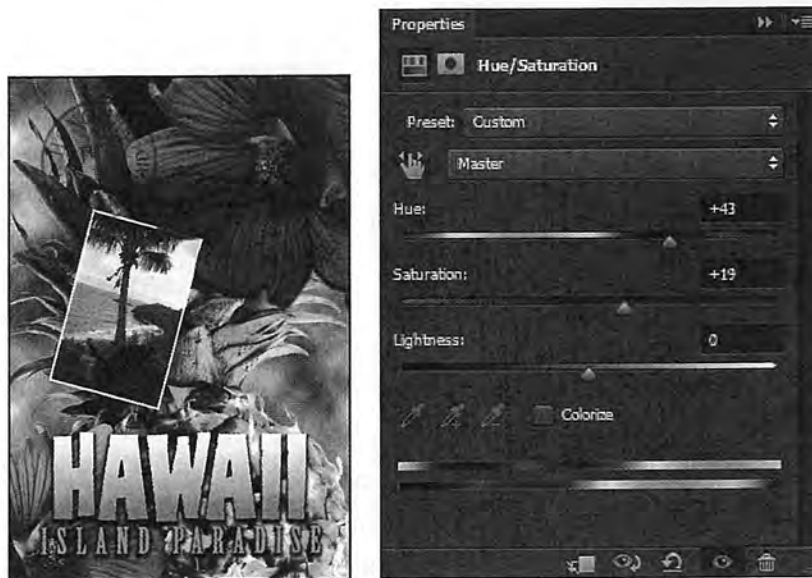 HAWAII
ISLAND PARADISE
Properties
Hue/Saturation
Preset: Custom
Master
Hue: +43
Saturation: +19
Lightness: 0
Colorize